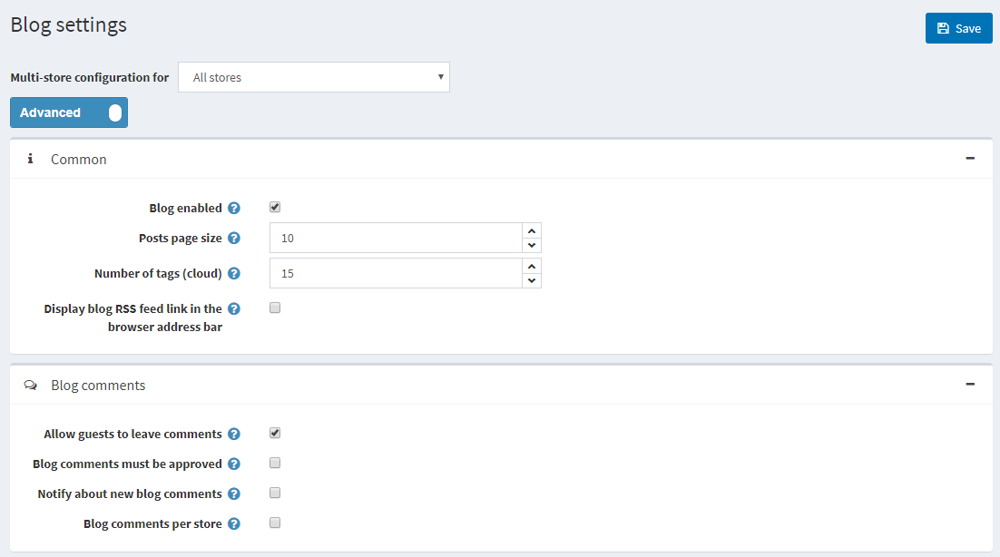 Blog settings
Save
Multi-store configuration for All stores
Advanced
Common
Blog enabled
Posts page size 10
Number of tags (cloud) 15
Display blog RSS feed link in the
browser address bar
Blog comments
Allow guests to leave comments
Blog comments must be approved
Notify about new blog comments
Blog comments per store